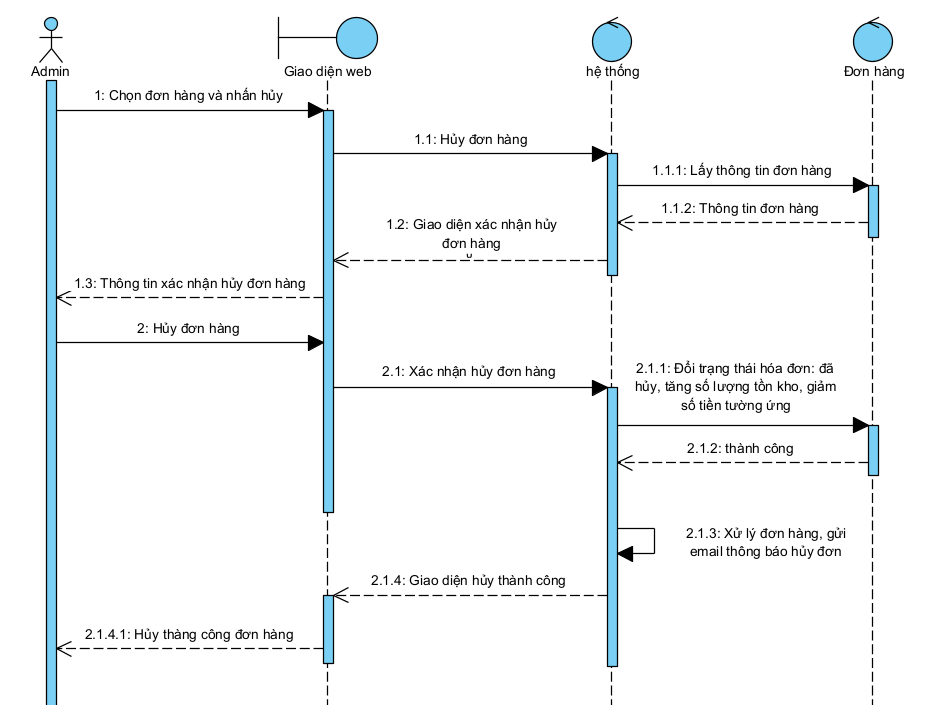 Admin
Giao diện web
hệ thống
Đơn hàng
1: Chọn đơn hàng và nhấn hủy
1.1: Hủy đơn hàng
1.1.1: Lấy thông tin đơn hàng
1.1.2: Thông tin đơn hàng
1.2: Giao diện xác nhận hủy
đơn hàng
1.3: Thông tin xác nhận hủy đơn hàng
2: Hủy đơn hàng
2.1: Xác nhận hủy đơn hàng
2.1.1: Đổi trạng thái hóa đơn: đã
hủy, tăng số lượng tồn kho, giảm
số tiền tường ứng
2.1.2: thành công
2.1.3: Xử lý đơn hàng, gửi
email thông báo hủy đơn
2.1.4: Giao diện hủy thành công
2.1.4.1: Hủy thàng công đơn hàng